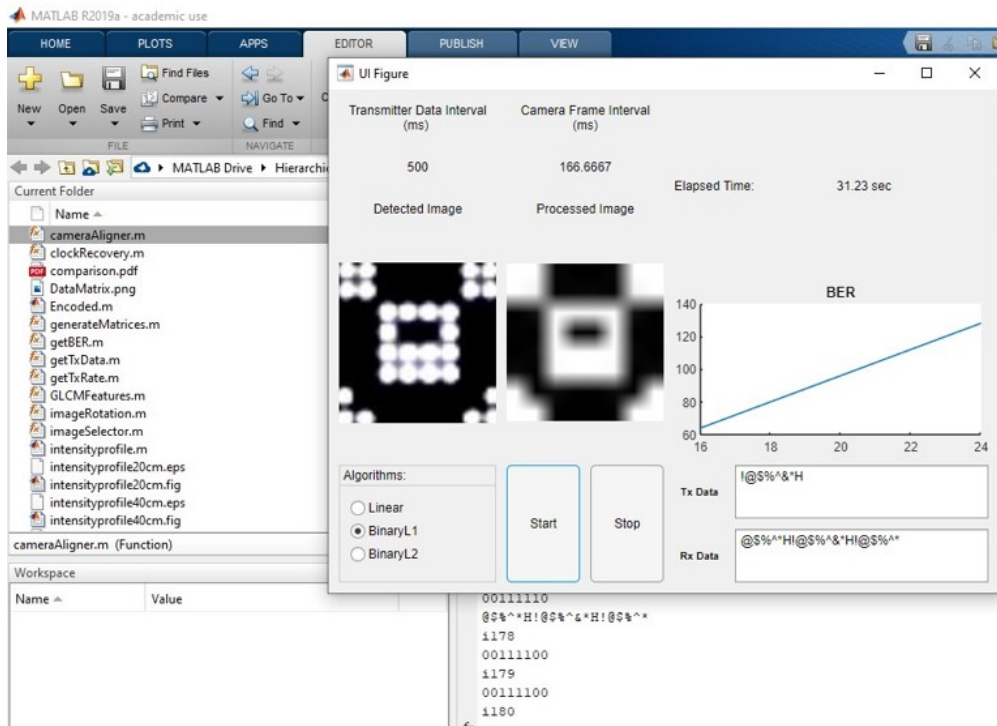 MATLAB R2019a - academic use
HOME PLOTS APPS EDITOR PUBLISH VIEW
New Open Save Find Files Compare Print Go To Find
FILE NAVIGATE
MATLAB Drive
Current Folder
Name
cameraAligner.m
clockRecovery.m
comparison.pdf
DataMatrix.png
Encoded.m
generateMatrices.m
getBER.m
getTxData.m
getTxRate.m
GLCMFeatures.m
imageRotation.m
imageSelector.m
intensityprofile.m
intensityprofile20cm.eps
intensityprofile20cm.fig
intensityprofile40cm.eps
intensityprofile40cm.fig
cameraAligner.m (Function)
Workspace
Name Value
UI Figure
Transmitter Data Interval
(ms)
500
Camera Frame Interval
(ms)
166.6667
Elapsed Time: 31.23 sec
Detected Image
Processed Image
BER
140
120
100
80
60
16 18 20 22 24
Algorithms:
Linear
BinaryL1
BinaryL2
Start
Stop
Tx Data
!@$%^&*H
Rx Data
@$%^*H!@$%^&*H!@$%^*
00111110
@$%^*H!@$%^&*H!@$%^*
i178
00111100
i179
00111100
i180